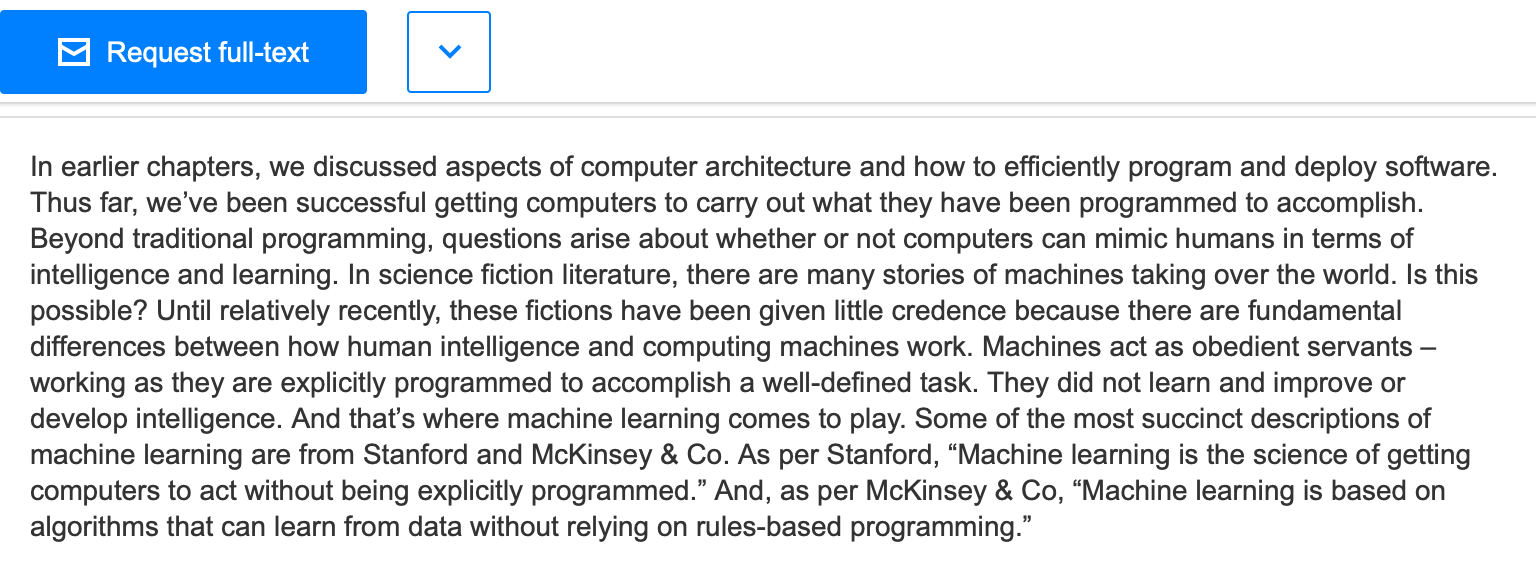 Request full-text
In earlier chapters, we discussed aspects of computer architecture and how to efficiently program and deploy software.
Thus far, we’ve been successful getting computers to carry out what they have been programmed to accomplish.
Beyond traditional programming, questions arise about whether or not computers can mimic humans in terms of
intelligence and learning. In science fiction literature, there are many stories of machines taking over the world. Is this
possible? Until relatively recently, these fictions have been given little credence because there are fundamental
differences between how human intelligence and computing machines work. Machines act as obedient servants –
working as they are explicitly programmed to accomplish a well-defined task. They did not learn and improve or
develop intelligence. And that’s where machine learning comes to play. Some of the most succinct descriptions of
machine learning are from Stanford and McKinsey & Co. As per Stanford, “Machine learning is the science of getting
computers to act without being explicitly programmed.” And, as per McKinsey & Co, “Machine learning is based on
algorithms that can learn from data without relying on rules-based programming.”